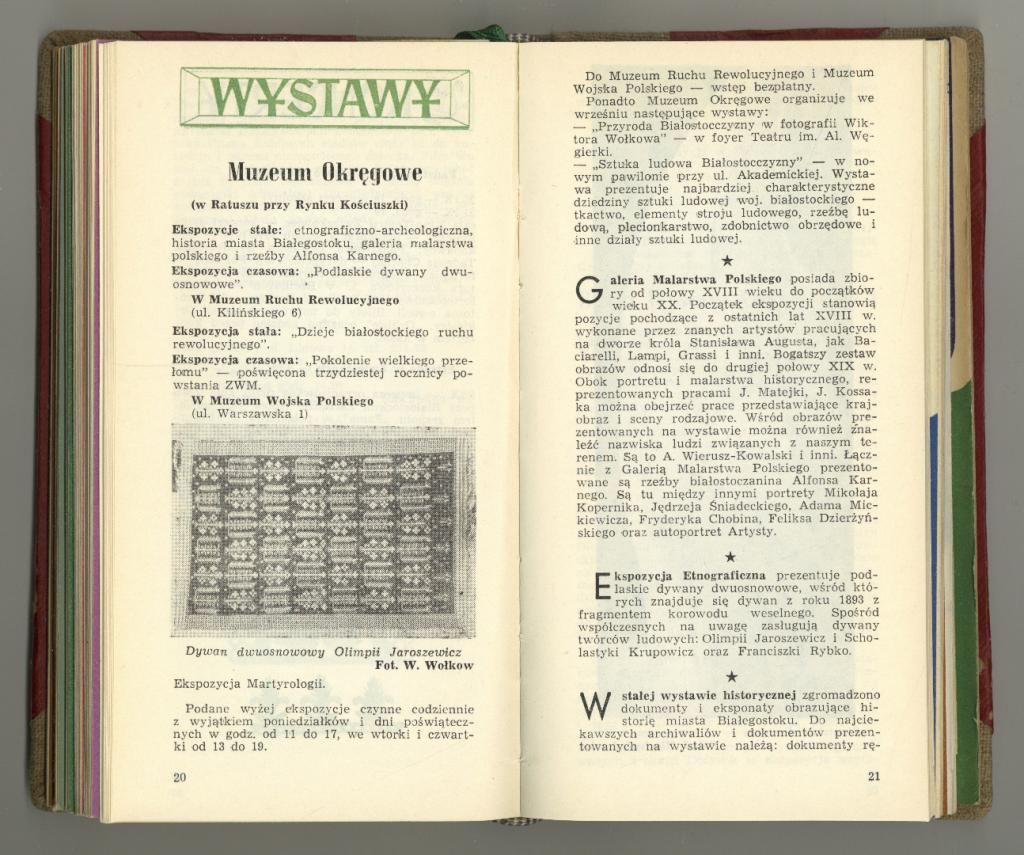 WYSTAWY
Muzeum Okręgowe
(w Ratuszu przy Rynku Kościuszki)
Ekspozycje stałe: etnograficzno-archeologiczna,
historia miasta Białegostoku, galeria malarstwa
polskiego i rzeźby Alfonsa Karnego.
Ekspozycja czasowa: „Podlaskie dywany dwu-
osnowowe".
W Muzeum Ruchu Rewolucyjnego
(ul. Kilińskiego 6)
Ekspozycja stała: „Dzieje białostockiego ruchu
rewolucyjnego".
Ekspozycja czasowa: „Pokolenie wielkiego prze-
łomu" — poświęcona trzydziestej rocznicy po-
wstania ZWM.
W Muzeum Wojska Polskiego
(ul. Warszawska 1)
Dywan dwuosnowowy Olimpii Jaroszewicz
Fot. W. Wołkow
Ekspozycja Martyrologii.
Podane wyżej ekspozycje czynne codziennie
z wyjątkiem poniedziałków i dni poświątecz-
nych w godz. od 11 do 17, we wtorki i czwart-
ki od 13 do 19.
20
Do Muzeum Ruchu Rewolucyjnego i Muzeum
Wojska Polskiego — wstęp bezpłatny.
Ponadto Muzeum Okręgowe organizuje we
wrześniu następujące wystawy:
— „Przyroda Białostocczyzny w fotografii Wik-
tora Wołkowa" — w foyer Teatru im. Al. Wę-
gierki.
— „Sztuka ludowa Białostocczyzny" — w no-
wym pawilonie przy ul. Akademickiej. Wysta-
wa prezentuje najbardziej charakterystyczne
dziedziny sztuki ludowej woj. białostockiego —
tkactwo, elementy stroju ludowego, rzeźbę lu-
dową, plecionkarstwo, zdobnictwo obrzędowe i
inne działy sztuki ludowej.
★
Galeria Malarstwa Polskiego posiada zbio-
ry od połowy XVIII wieku do początków
wieku XX. Początek ekspozycji stanowią
pozycje pochodzące z ostatnich lat XVIII w.
wykonane przez znanych artystów pracujących
na dworze króla Stanisława Augusta, jak Ba-
ciarelli, Lampi, Grassi i inni. Bogatszy zestaw
obrazów odnosi się do drugiej połowy XIX w.
Obok portretu i malarstwa historycznego, re-
prezentowanych pracami J. Matejki, J. Kossa-
ka można obejrzeć prace przedstawiające kraj-
obraz i sceny rodzajowe. Wśród obrazów pre-
zentowanych na wystawie można również zna-
leźć nazwiska ludzi związanych z naszym te-
renem. Są to A. Wierusz-Kowalski i inni. Łącz-
nie z Galerią Malarstwa Polskiego prezento-
wane są rzeźby białostoczanina Alfonsa Kar-
nego. Są tu między innymi portrety Mikołaja
Kopernika, Jędrzeja Śniadeckiego, Adama Mic-
kiewicza, Fryderyka Chobina, Feliksa Dzierżyń-
skiego oraz autoportret Artysty.
★
Ekspozycja Etnograficzna prezentuje pod-
laskie dywany dwuosnowowe, wśród któ-
rych znajduje się dywan z roku 1893 z
fragmentem korowodu weselnego. Spośród
współczesnych na uwagę zasługują dywany
twórców ludowych: Olimpii Jaroszewicz i Scho-
lastyki Krupowicz oraz Franciszki Rybko.
★
W stałej wystawie historycznej zgromadzono
dokumenty i eksponaty obrazujące hi-
storię miasta Białegostoku. Do najcie-
kawszych archiwaliów i dokumentów prezen-
towanych na wystawie należą: dokumenty rę-
21